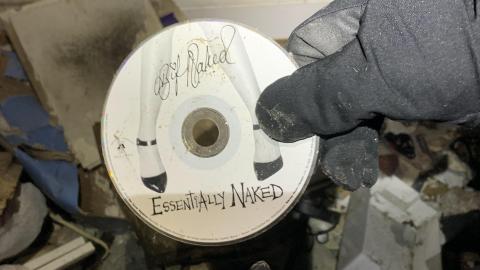 Bif Naked
ESSENTIALLY NAKED